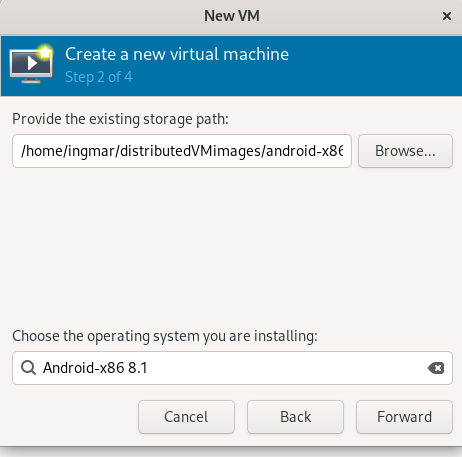 New VM
Create a new virtual machine
Step 2 of 4
Provide the existing storage path:
/home/ingmar/distributedVMimages/android-x86
Browse...
Choose the operating system you are installing:
Android-x86 8.1
Cancel
Back
Forward